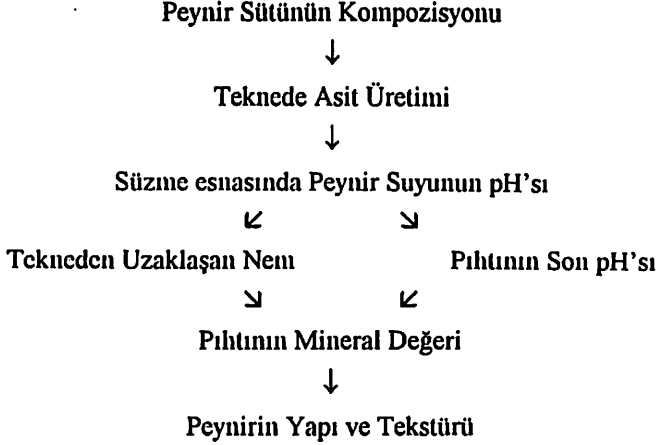 Peynir Sütünün Kompozisyonu
↓
Teknede Asit Üretimi
↓
Süzme esnasında Peynir Suyunun pH’sı
↙ ↘
Tekneden Uzaklaşan Nem Pıhtının Son pH’sı
↘ ↙
Pıhtının Mineral Değeri
↓
Peynirin Yapı ve Tekstürü